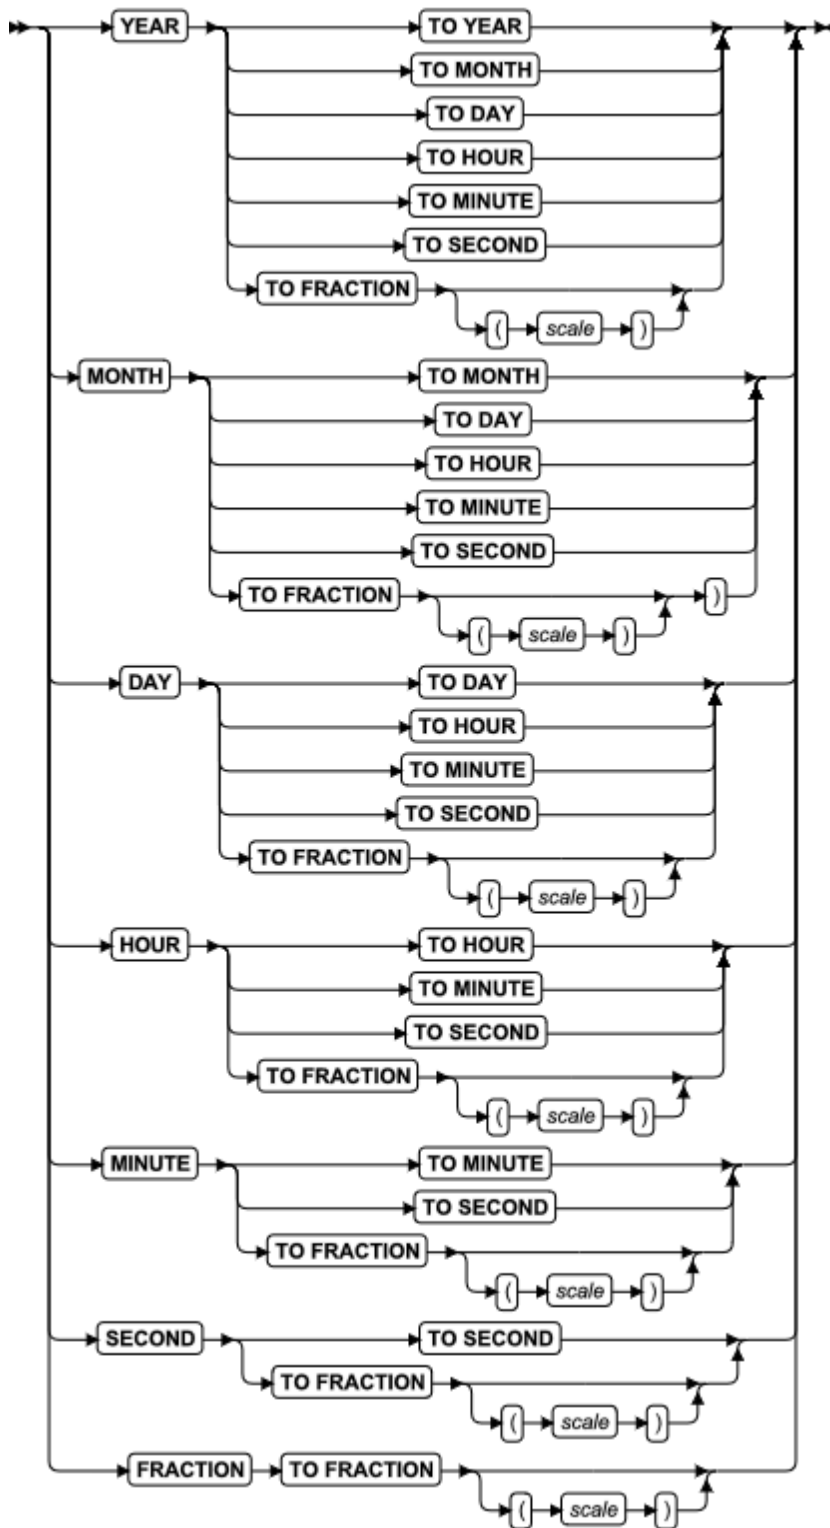 YEAR TO YEAR
TO MONTH
TO DAY
TO HOUR
TO MINUTE
TO SECOND
TO FRACTION
( scale )
MONTH TO MONTH
TO DAY
TO HOUR
TO MINUTE
TO SECOND
TO FRACTION )
( scale )
DAY TO DAY
TO HOUR
TO MINUTE
TO SECOND
TO FRACTION
( scale )
HOUR TO HOUR
TO MINUTE
TO SECOND
TO FRACTION
( scale )
MINUTE TO MINUTE
TO SECOND
TO FRACTION
( scale )
SECOND TO SECOND
TO FRACTION
( scale )
FRACTION TO FRACTION
( scale )